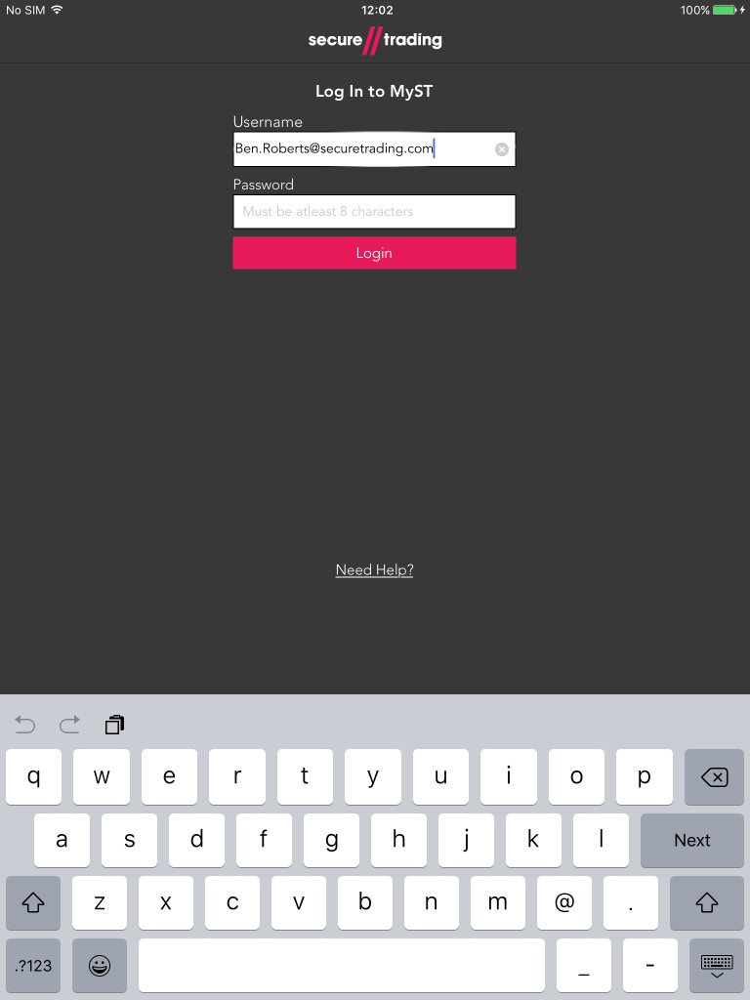 No SIM 12:02 100%
secure trading
Log In to MyST
Username
Ben.Roberts@securetrading.com
Password
Must be atleast 8 characters
Login
Need Help?
q w e r t y u i o p
a s d f g h j k l Next
z x c v b n m @ .
.?123 _ -